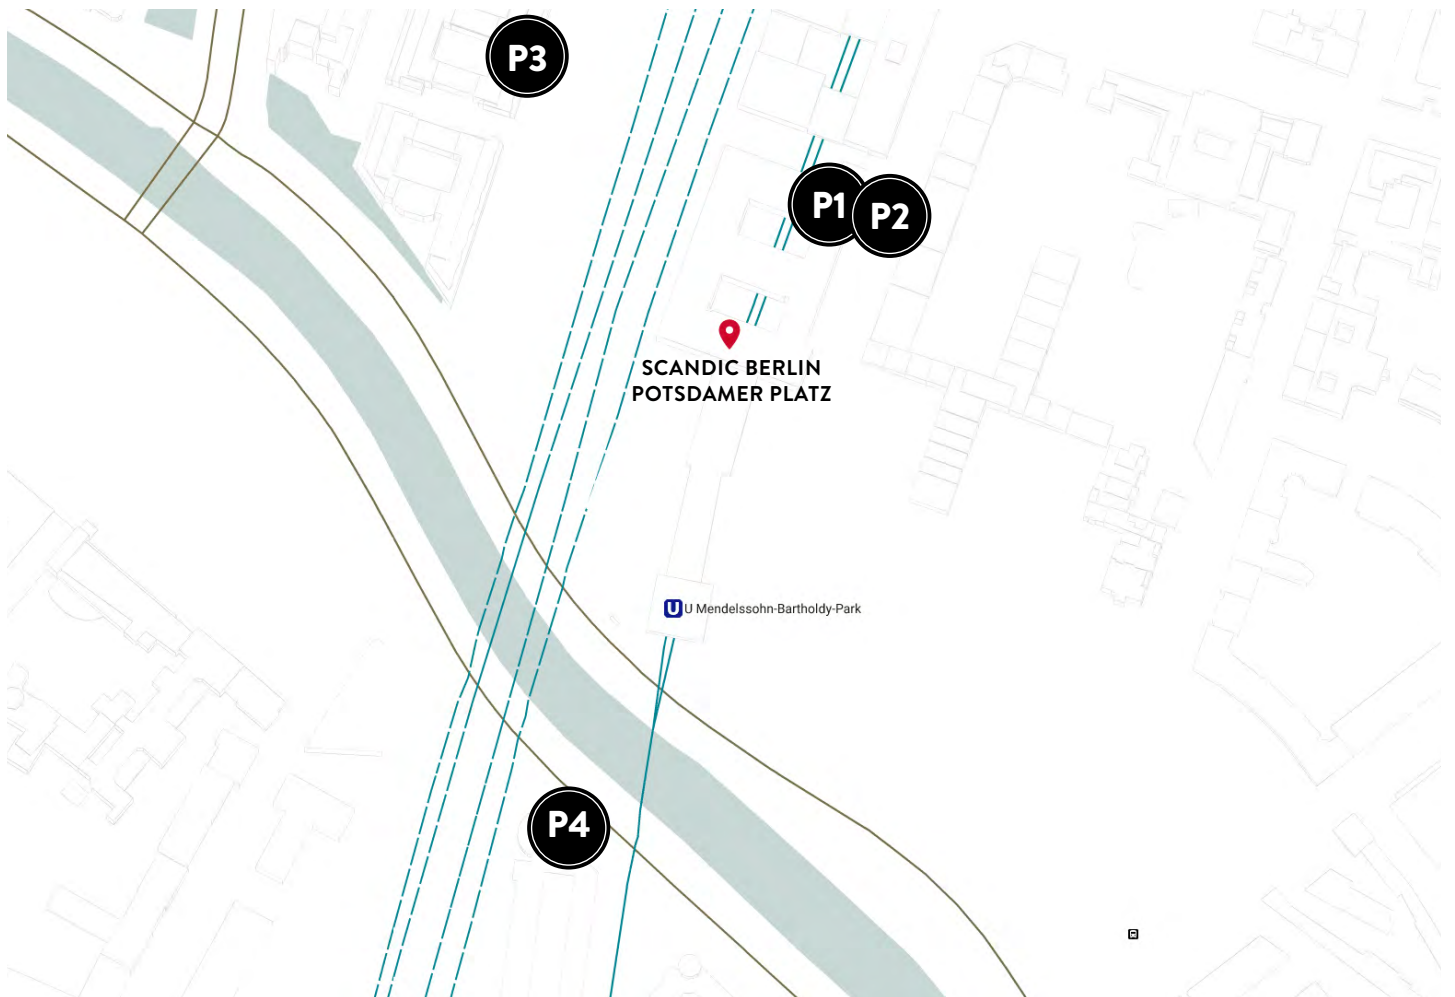 P3
P1
P2
SCANDIC BERLIN
POTSDAMER PLATZ
U U Mendelssohn-Bartholdy-Park
P4